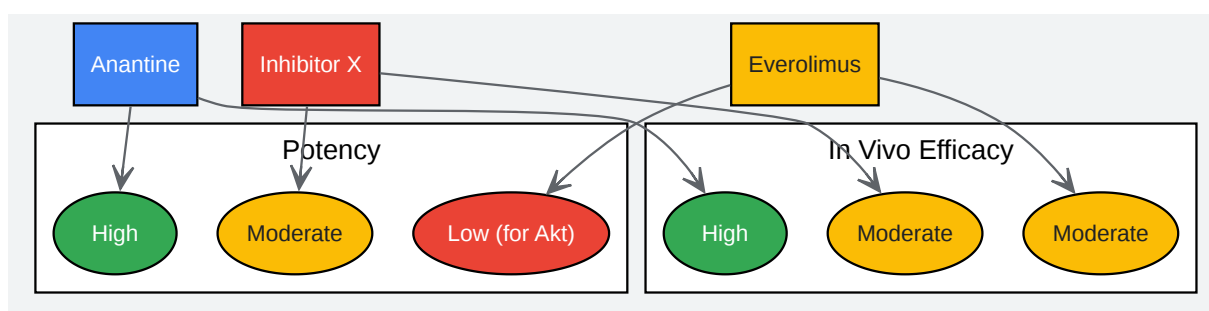 Anantine
Inhibitor X
Everolimus
Potency
In Vivo Efficacy
High
Moderate
Low (for Akt)
High
Moderate
Moderate